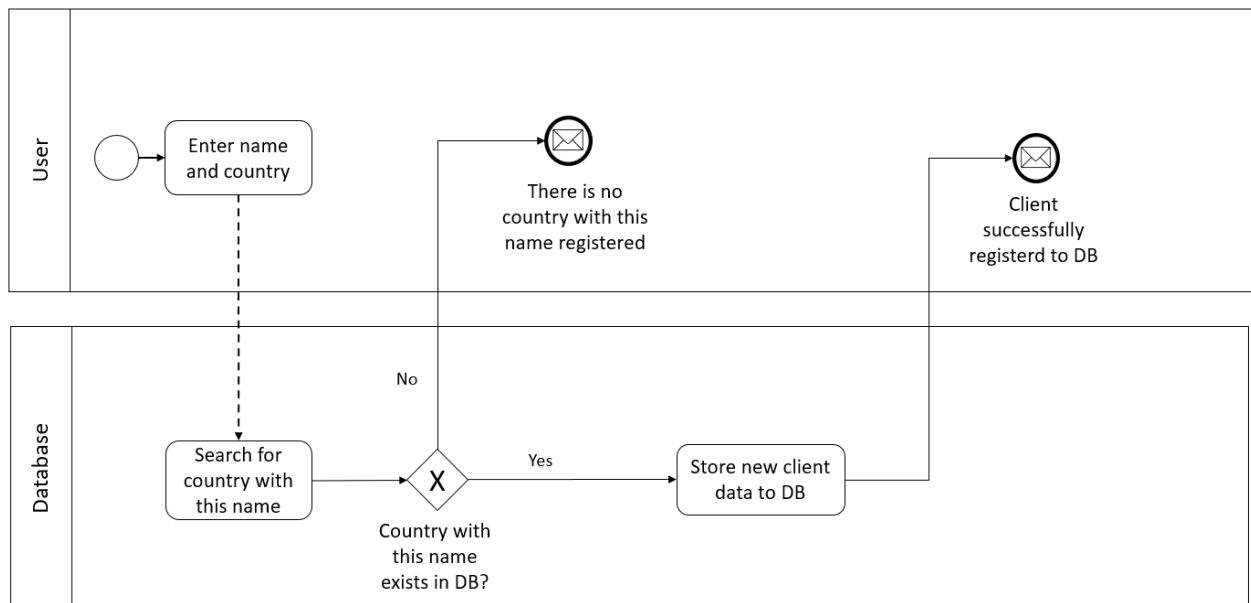 User
Enter name
and country
There is no
country with this
name registered
Client
successfully
registerd to DB
Database
Search for
country with
this name
No
X
Country with
this name
exists in DB?
Yes
Store new client
data to DB